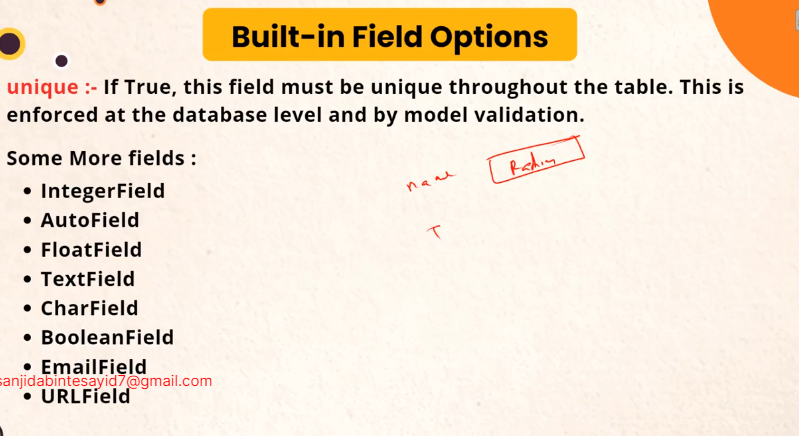 Built-in Field Options
unique :- If True, this field must be unique throughout the table. This is
enforced at the database level and by model validation.
Some More fields :
• IntegerField
• AutoField
• FloatField
• TextField
• CharField
• BooleanField
• EmailField
sanjidabintesayid7@gmail.com
• URLField
T